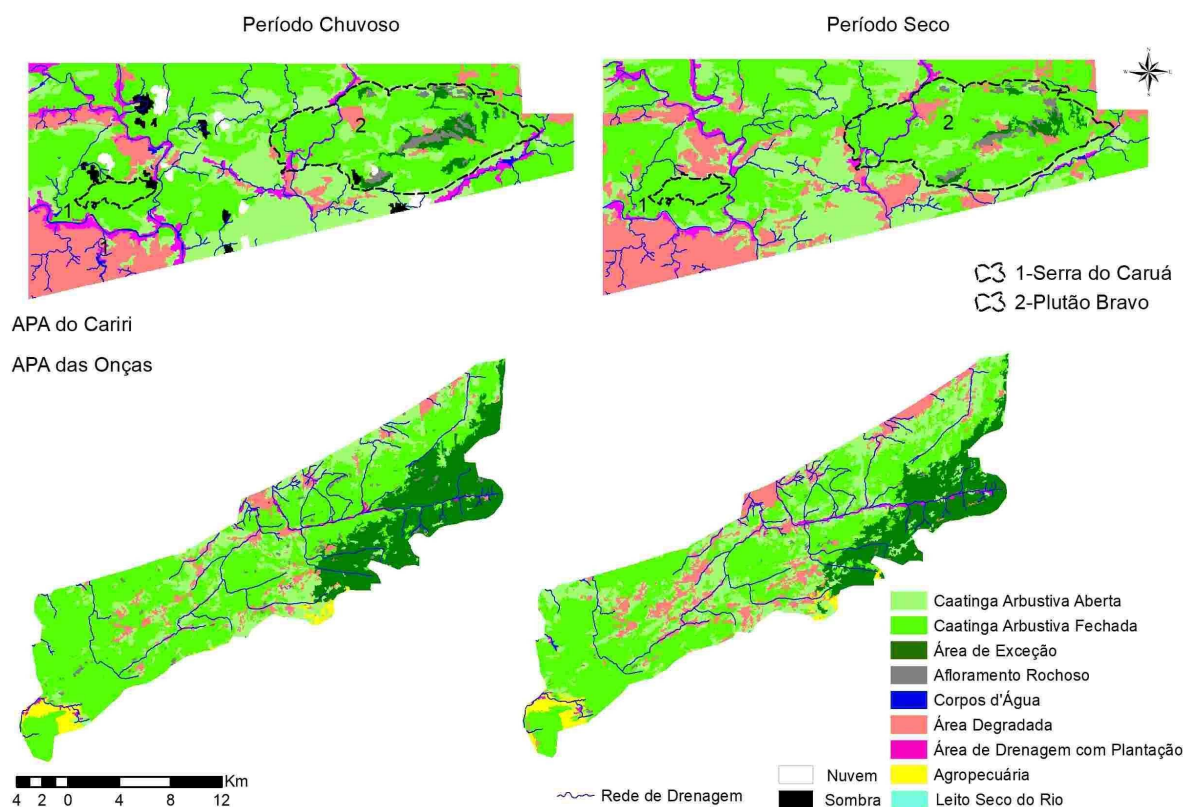 Período Chuvoso
Período Seco
N
W E
S
2
1
1
2
1
1-Serra do Caruá
2-Plutão Bravo
APA do Cariri
APA das Onças
Caatinga Arbustiva Aberta
Caatinga Arbustiva Fechada
Área de Exceção
Afloramento Rochoso
Corpos d'Água
Área Degradada
Área de Drenagem com Plantação
Agropecuária
Leito Seco do Rio
Nuvem
Sombra
Rede de Drenagem
Km
4 2 0 4 8 12